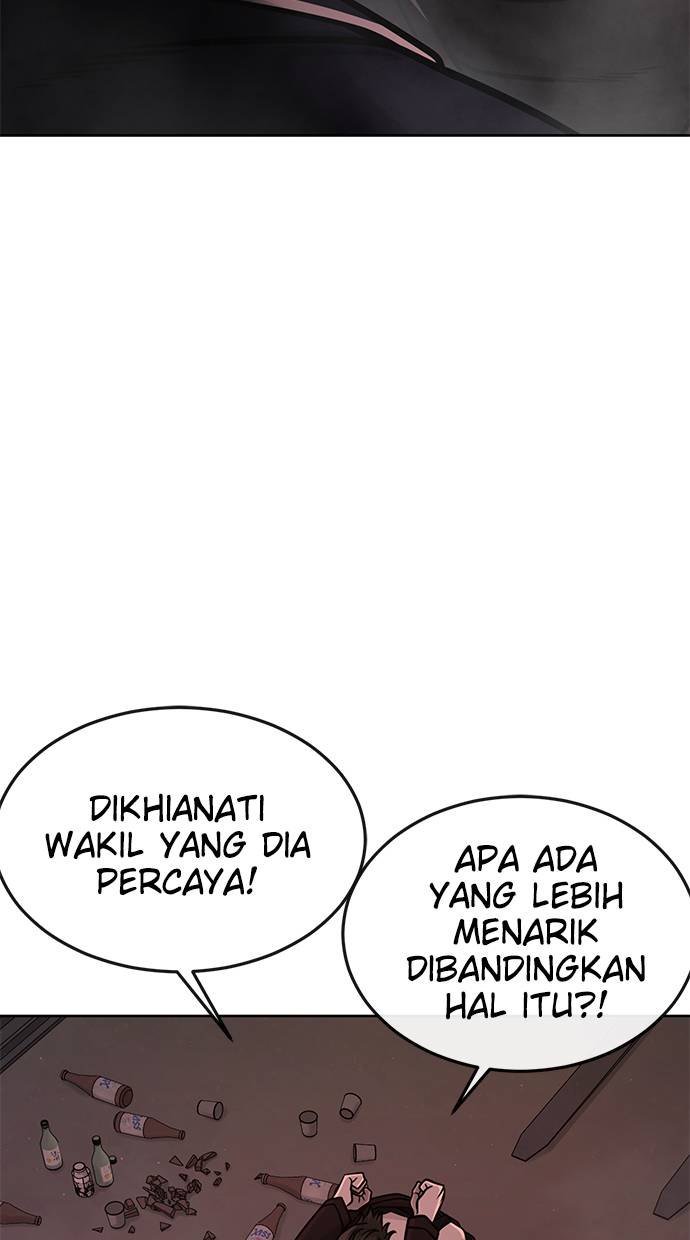 DIKHIANATI
WAKIL YANG DIA
PERCAYA!
APA ADA
YANG LEBIH
MENARIK
DIBANDINGKAN
HAL ITU?!